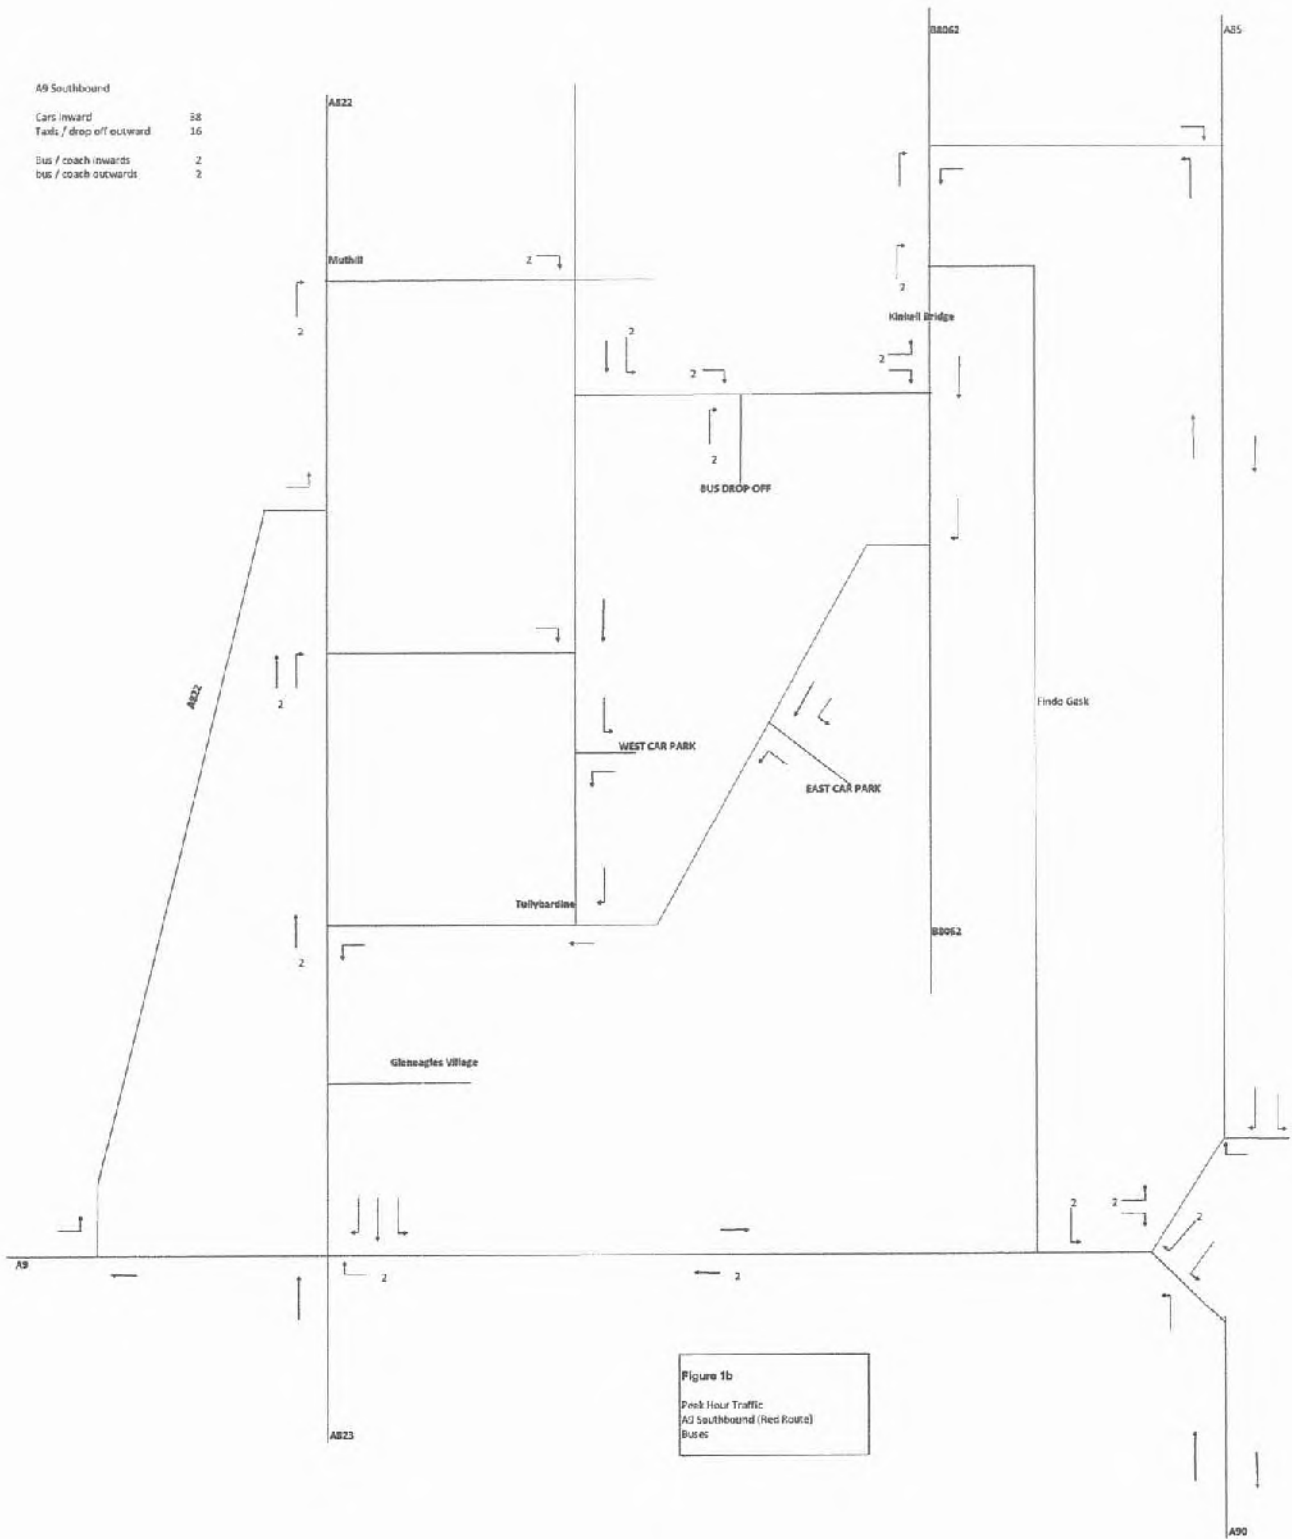 B8062
A85
A9 Southbound
A822
Cars inward 38
Taxis / drop off outward 16
Bus / coach inwards 2
bus / coach outwards 2
Muthill
2
2
2
2
Kinkell Bridge
2
2
2
2
BUS DROP OFF
A822
2
Findo Gask
WEST CAR PARK
EAST CAR PARK
Tullybardine
B8062
2
Gleneagles Village
2
2
2
A9
2
2
Figure 1b
Peak Hour Traffic
A9 Southbound (Red Route)
Buses
A823
A90